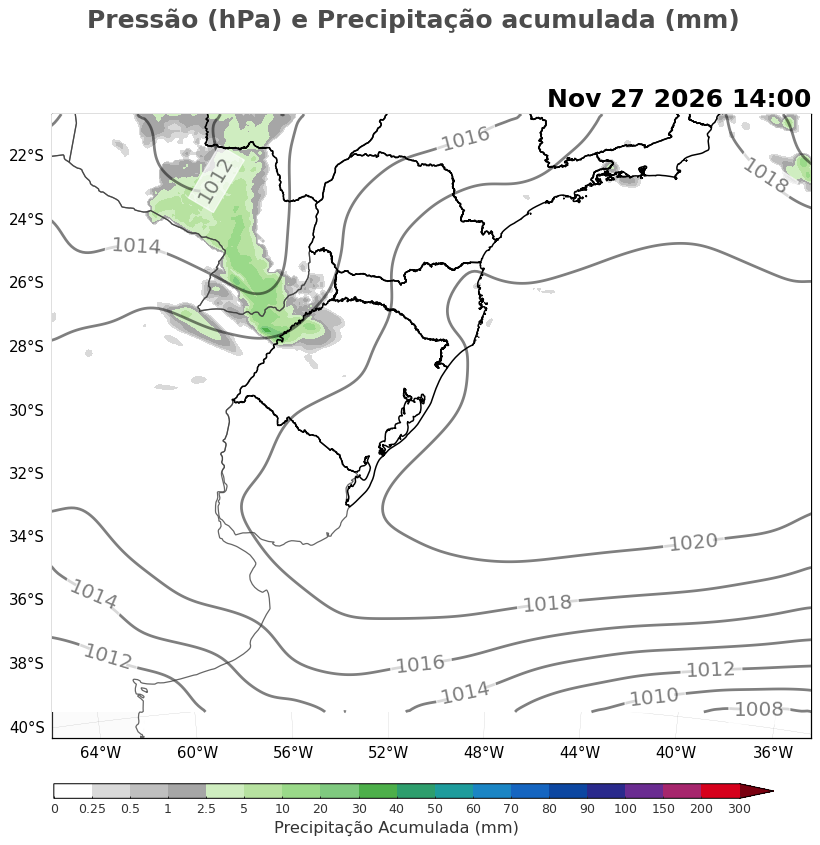 Pressão (hPa) e Precipitação acumulada (mm)
Nov 27 2026 14:00
1016
22°S
1012
1018
24°S
1014
26°S
28°S
30°S
32°S
34°S
1020
36°S
1014
1018
38°S
1012
1016
1012
1014
1010
1008
40°S
64°W 60°W 56°W 52°W 48°W 44°W 40°W 36°W
0 0.25 0.5 1 2.5 5 10 20 30 40 50 60 70 80 90 100 150 200 300
Precipitação Acumulada (mm)